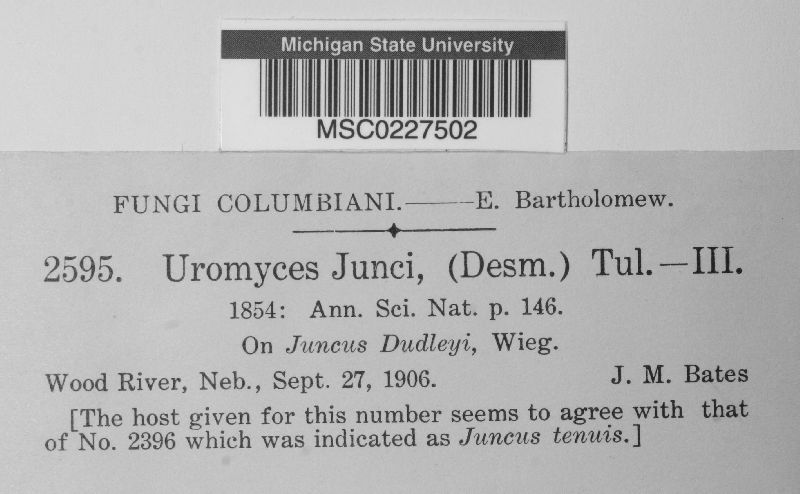 Michigan State University
MSC0227502
FUNGI COLUMBIANI.——E. Bartholomew.
2595. Uromyces Junci, (Desm.) Tul.—III.
1854: Ann. Sci. Nat. p. 146.
On Juncus Dudleyi, Wieg.
Wood River, Neb., Sept. 27, 1906. J. M. Bates
[The host given for this number seems to agree with that
of No. 2396 which was indicated as Juncus tenuis.]